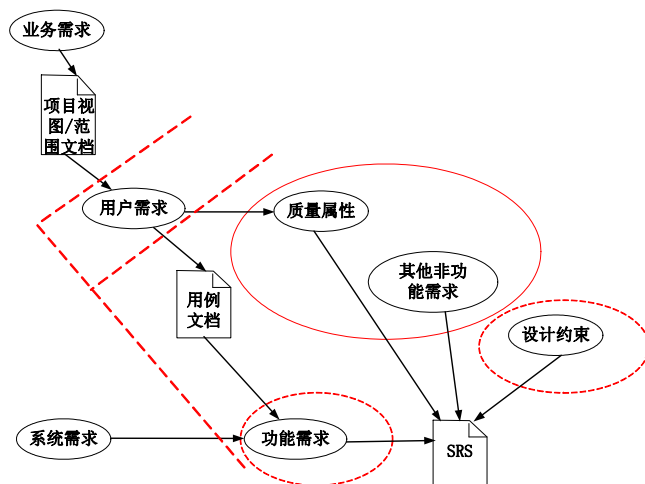 业务需求
项目视
图/范
围文档
用户需求
质量属性
其他非功
能需求
用例
文档
设计约束
系统需求
功能需求
SRS